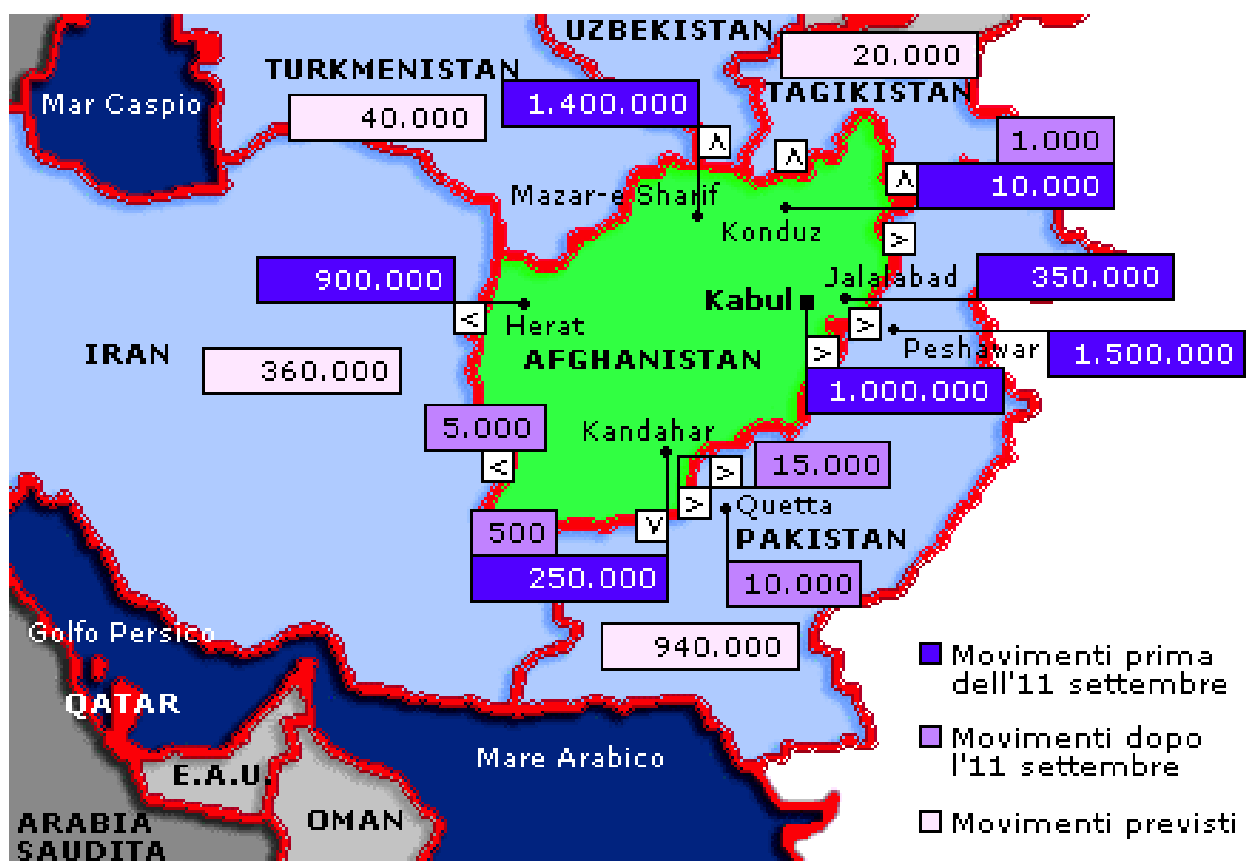 UZBEKISTAN
20.000
TURKMENISTAN
TAGIKISTAN
Mar Caspio
1.400.000
40.000
1.000
10.000
Mazar-e Sharif
Konduz
900.000
Jalalabad
350.000
Kabul
Herat
Peshawar
1.500.000
IRAN
AFGHANISTAN
360.000
1.000.000
5.000
Kandahar
15.000
Quetta
500
PAKISTAN
250.000
10.000
Golfo Persico
940.000
QATAR
Mare Arabico
E.A.U.
OMAN
ARABIA
SAUDITA
Movimenti prima
dell'11 settembre
Movimenti dopo
l'11 settembre
Movimenti previsti